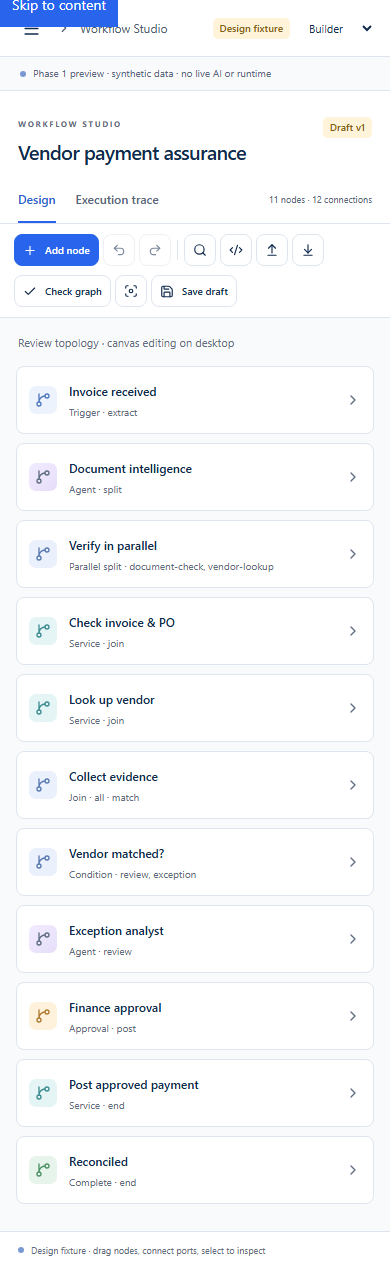 Skip to content
Workflow Studio
Design fixture
Builder
Phase 1 preview · synthetic data · no live AI or runtime
WORKFLOW STUDIO
Draft v1
Vendor payment assurance
Design
Execution trace
11 nodes · 12 connections
Add node
Check graph
Save draft
Review topology · canvas editing on desktop
Invoice received
Trigger · extract
Document intelligence
Agent · split
Verify in parallel
Parallel split · document-check, vendor-lookup
Check invoice & PO
Service · join
Look up vendor
Service · join
Collect evidence
Join · all · match
Vendor matched?
Condition · review, exception
Exception analyst
Agent · review
Finance approval
Approval · post
Post approved payment
Service · end
Reconciled
Complete · end
Design fixture · drag nodes, connect ports, select to inspect